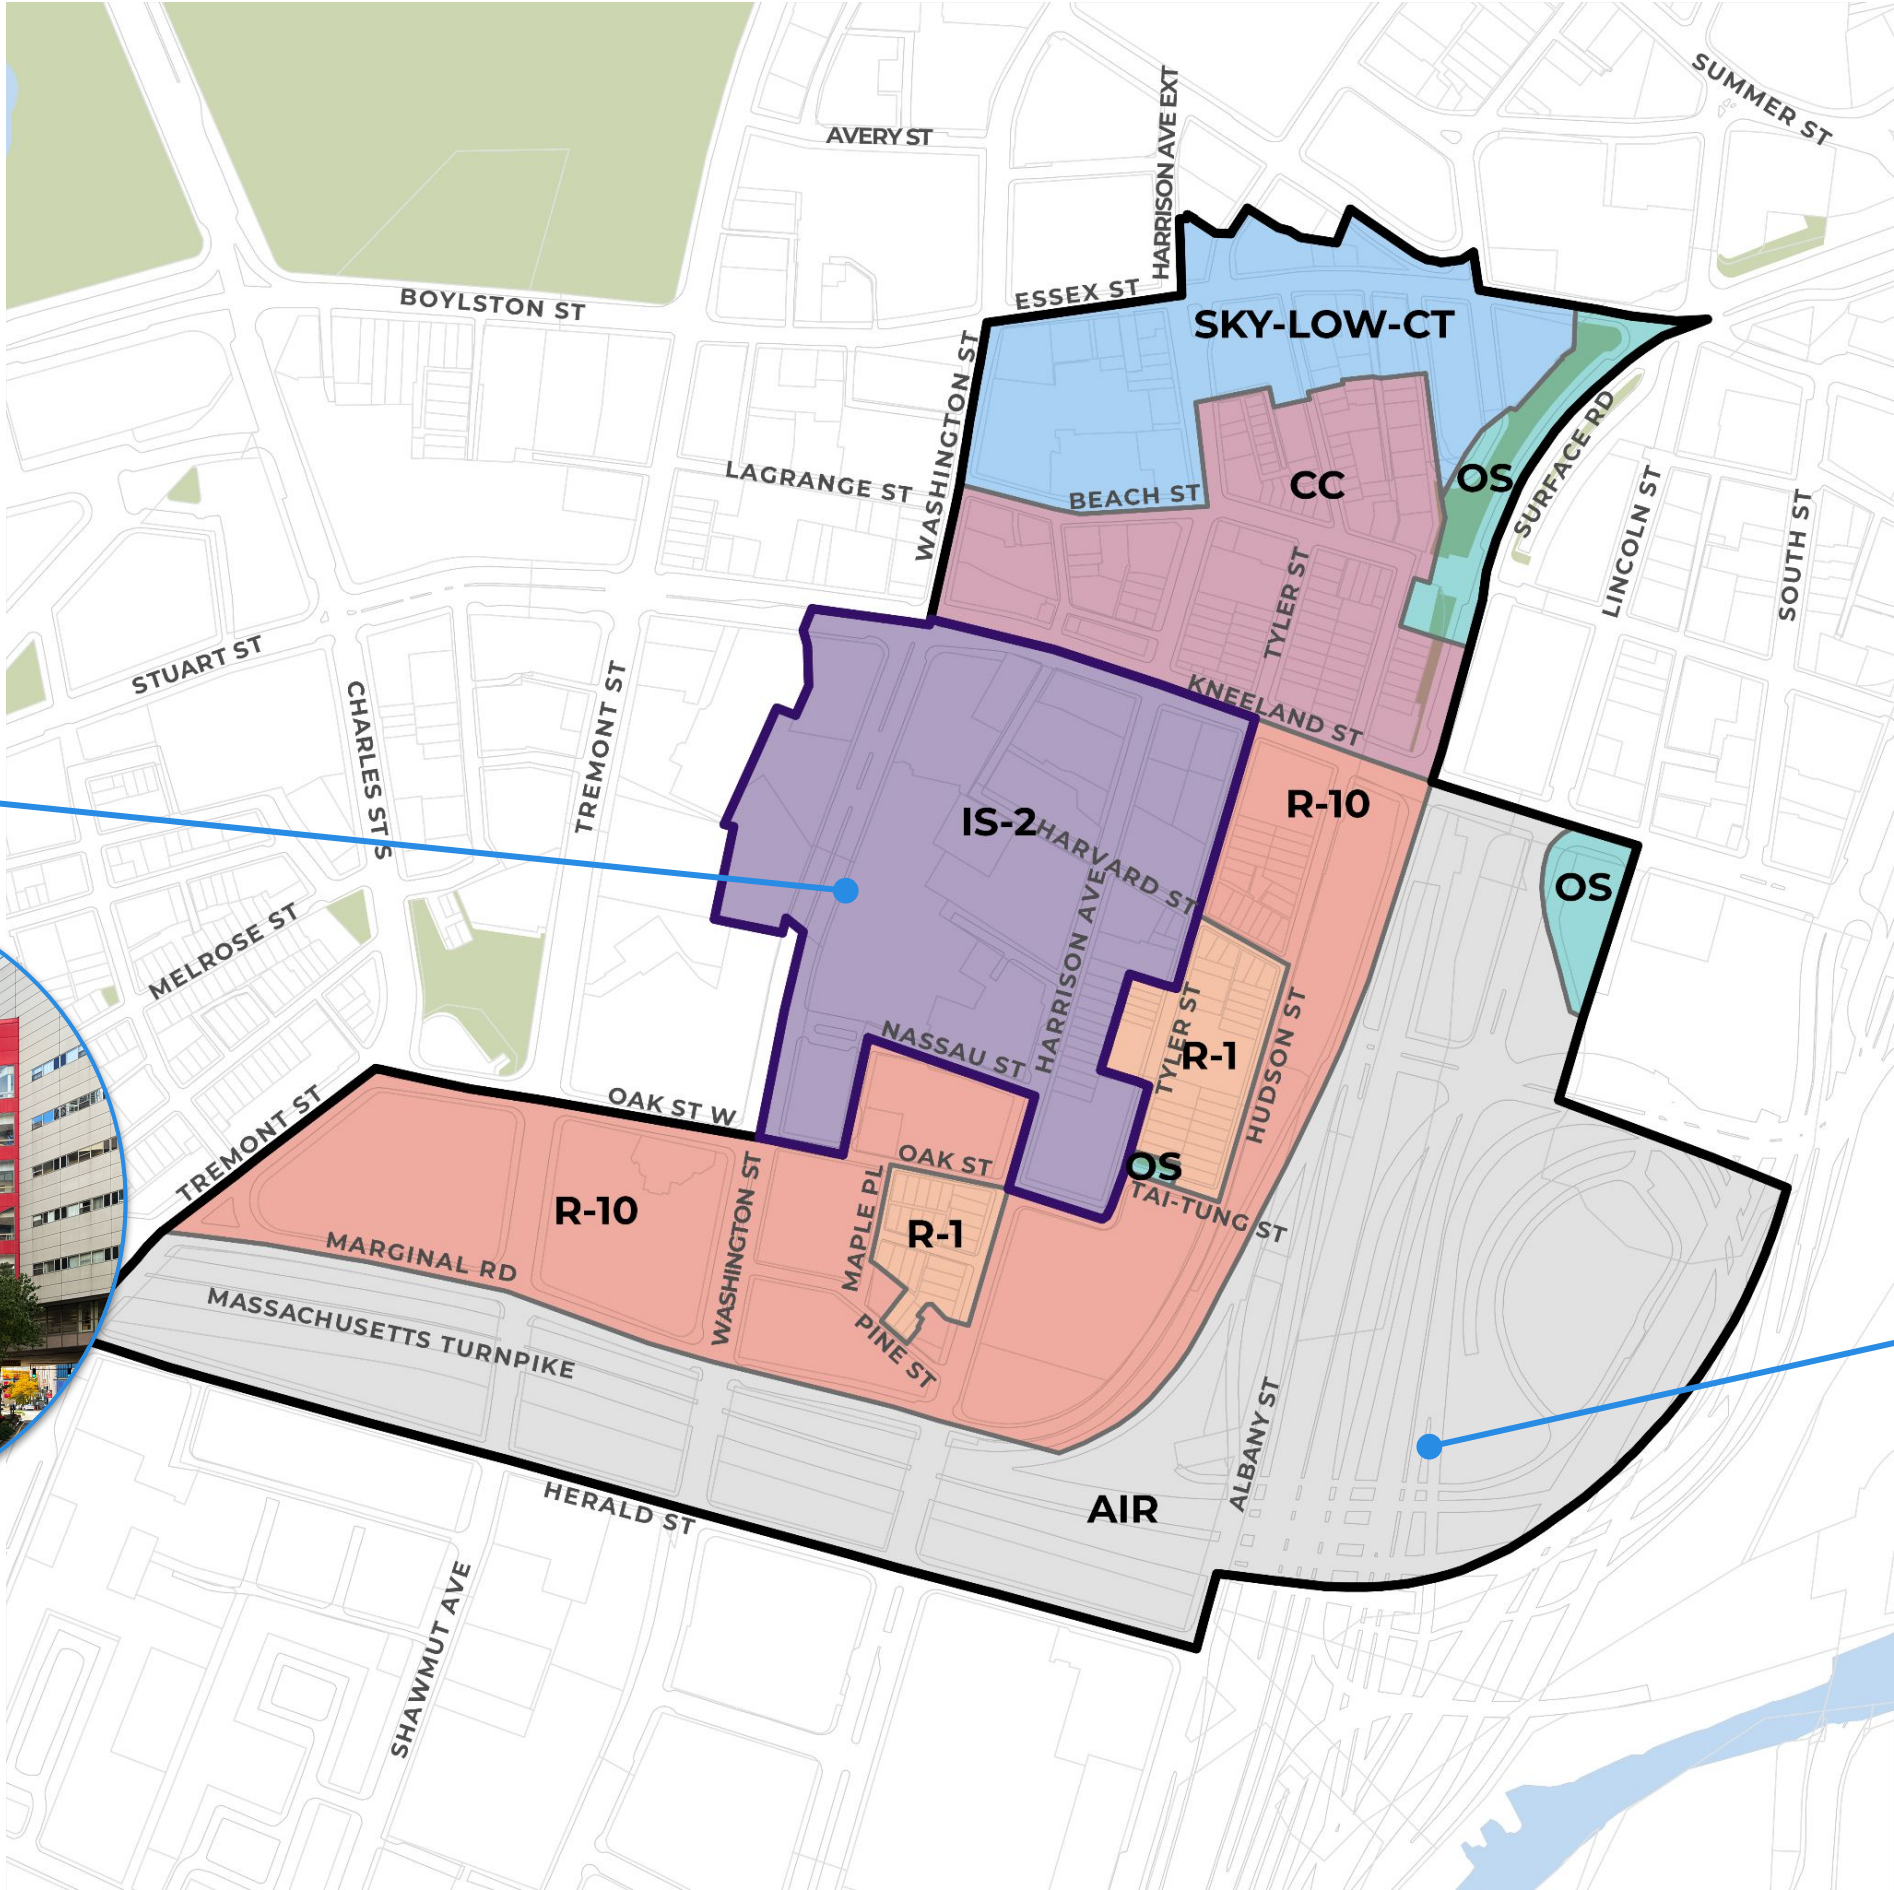 SUMMER ST
AVERY ST
HARRISON AVE EXT
BOYLSTON ST
ESSEX ST
SKY-LOW-CT
WASHINGTON ST
LAGRANGE ST
BEACH ST
CC
OS
SURFACE RD
LINCOLN ST
SOUTH ST
TYLER ST
STUART ST
CHARLES ST S
TREMONT ST
KNEELAND ST
IS-2
R-10
HARVARD ST
HARRISON AVE
OS
MELROSE ST
NASSAU ST
TYLER ST
R-1
HUDSON ST
TREMONT ST
OAK ST W
OAK ST
OS
TAI-TUNG ST
R-10
WASHINGTON ST
MAPLE PL
R-1
MARGINAL RD
MASSACHUSETTS TURNPIKE
PINE ST
ALBANY ST
HERALD ST
AIR
SHAWMUT AVE